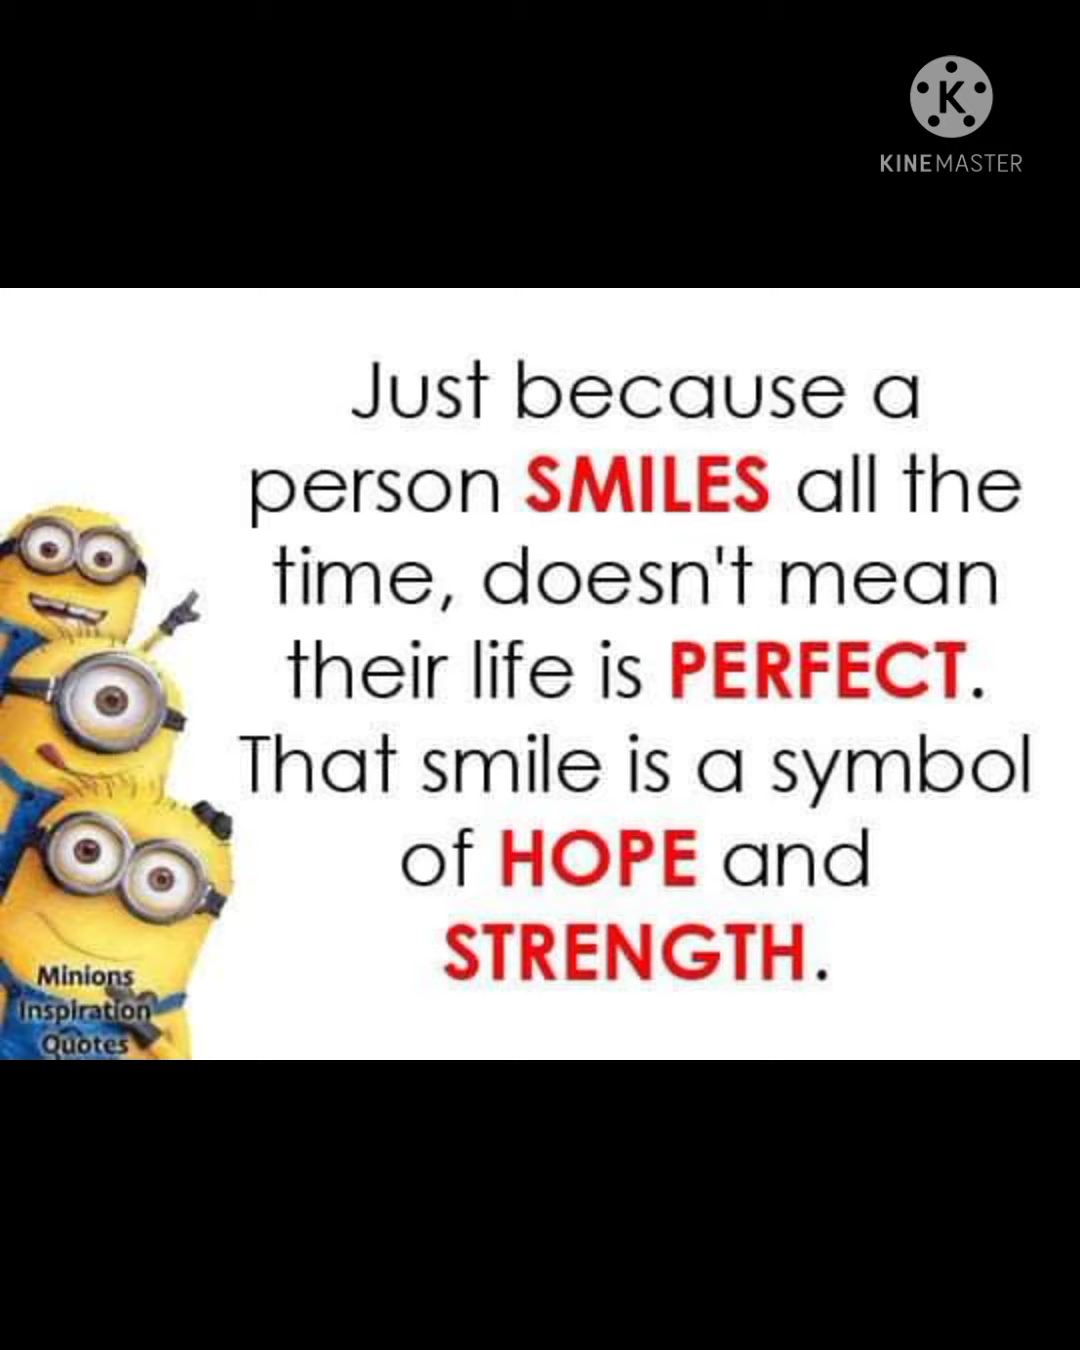 K
KINEMASTER
Just because a
person SMILES all the
time, doesn't mean
their life is PERFECT.
That smile is a symbol
of HOPE and
STRENGTH.
Minions
Inspiration
Quotes